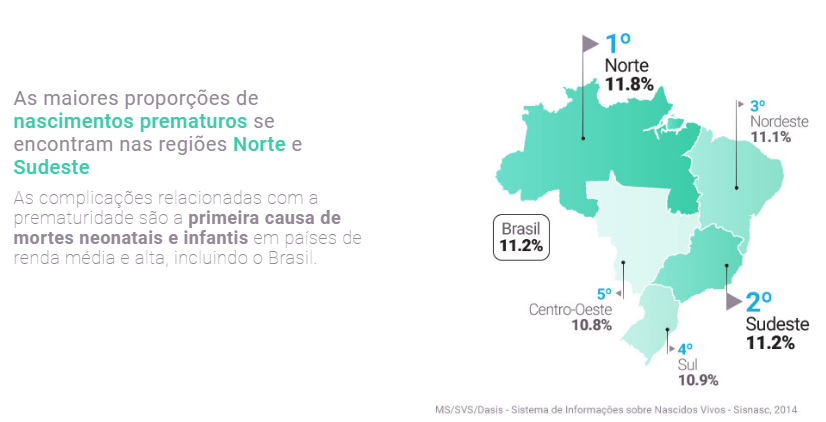 As maiores proporções de
nascimentos prematuros se
encontram nas regiões Norte e
Sudeste
As complicações relacionadas com a
prematuridade são a primeira causa de
mortes neonatais e infantis em países de
renda média e alta, incluindo o Brasil.
1º
Norte
11.8%
3º
Nordeste
11.1%
Brasil
11.2%
5º
Centro-Oeste
10.8%
2º
Sudeste
11.2%
4º
Sul
10.9%
MS/SVS/Dasis - Sistema de Informações sobre Nascidos Vivos - Sisnasc, 2014